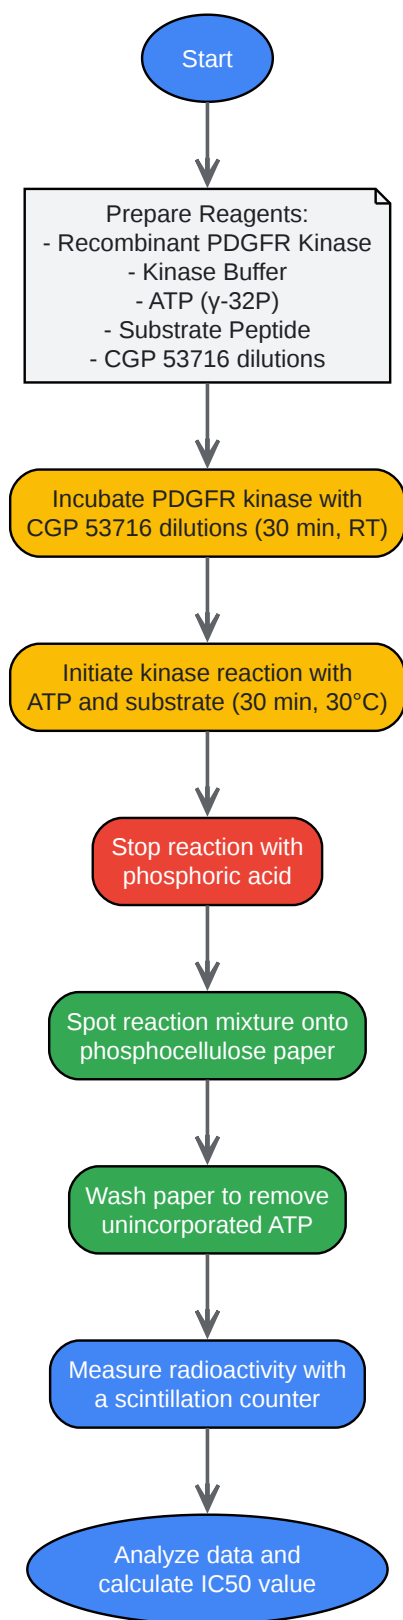 Start
Prepare Reagents:
- Recombinant PDGFR Kinase
- Kinase Buffer
- ATP (γ-32P)
- Substrate Peptide
- CGP 53716 dilutions
Incubate PDGFR kinase with
CGP 53716 dilutions (30 min, RT)
Initiate kinase reaction with
ATP and substrate (30 min, 30°C)
Stop reaction with
phosphoric acid
Spot reaction mixture onto
phosphocellulose paper
Wash paper to remove
unincorporated ATP
Measure radioactivity with
a scintillation counter
Analyze data and
calculate IC50 value